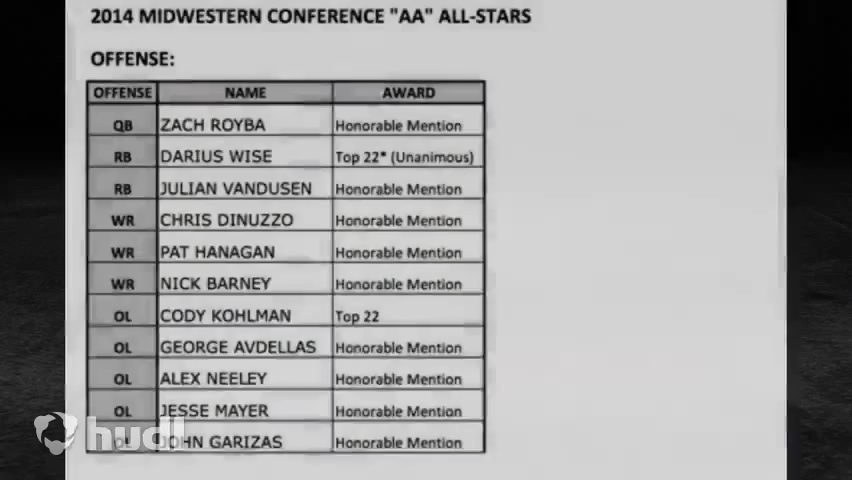 2014 MIDWESTERN CONFERENCE "AA" ALL-STARS
OFFENSE:
OFFENSE NAME AWARD
QB ZACH ROYBA Honorable Mention
RB DARIUS WISE Top 22* (Unanimous)
RB JULIAN VANDUSEN Honorable Mention
WR CHRIS DINUZZO Honorable Mention
WR PAT HANAGAN Honorable Mention
WR NICK BARNEY Honorable Mention
OL CODY KOHLMAN Top 22
OL GEORGE AVDELLAS Honorable Mention
OL ALEX NEELEY Honorable Mention
OL JESSE MAYER Honorable Mention
OL JOHN GARIZAS Honorable Mention
hudl